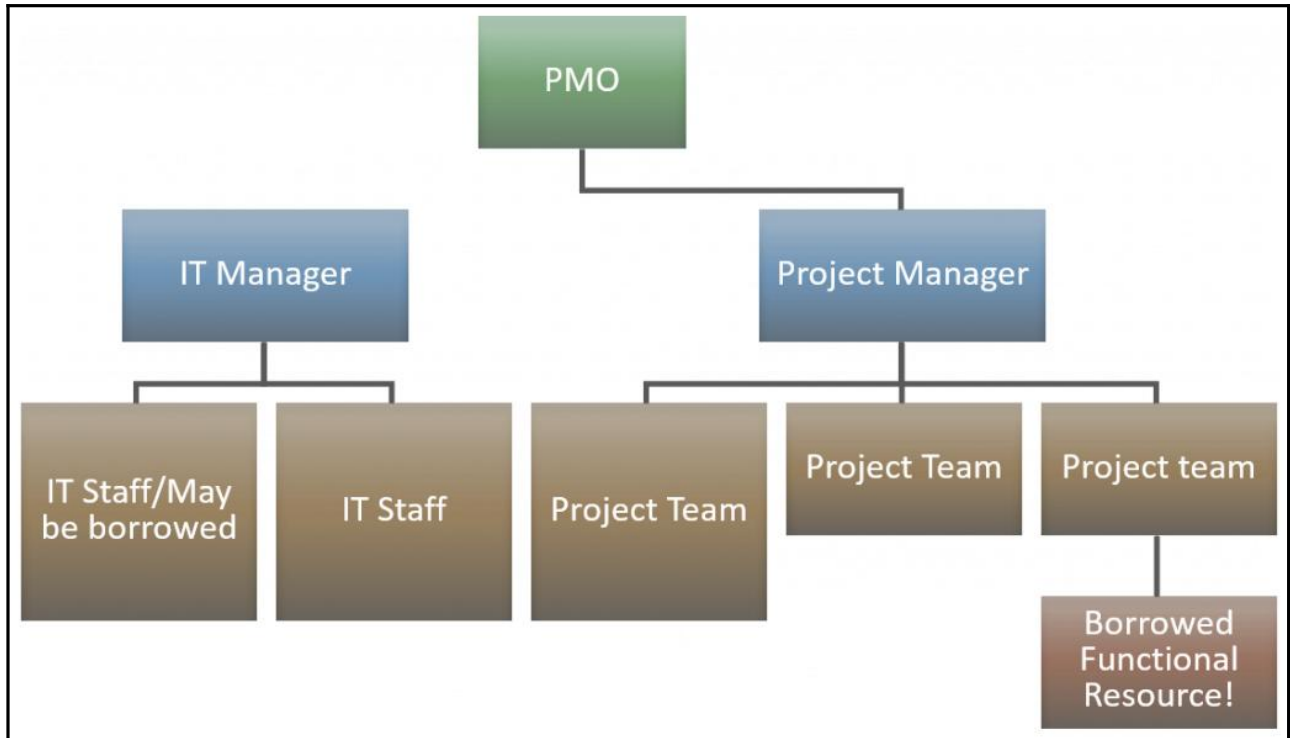 PMO
IT Manager
Project Manager
IT Staff/May
be borrowed
IT Staff
Project Team
Project Team
Project team
Borrowed
Functional
Resource!